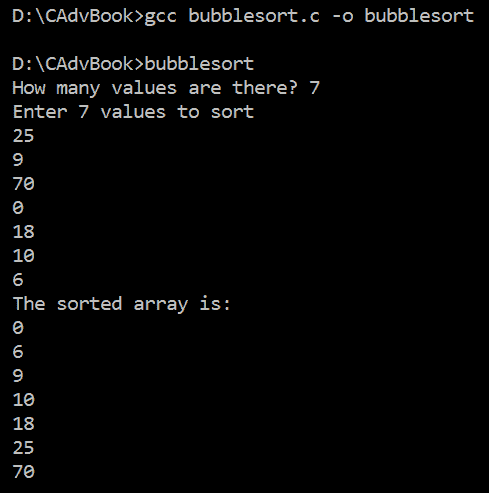 D:\CAdvBook>gcc bubblesort.c -o bubblesort
D:\CAdvBook>bubblesort
How many values are there? 7
Enter 7 values to sort
25
9
70
0
18
10
6
The sorted array is:
0
6
9
10
18
25
70